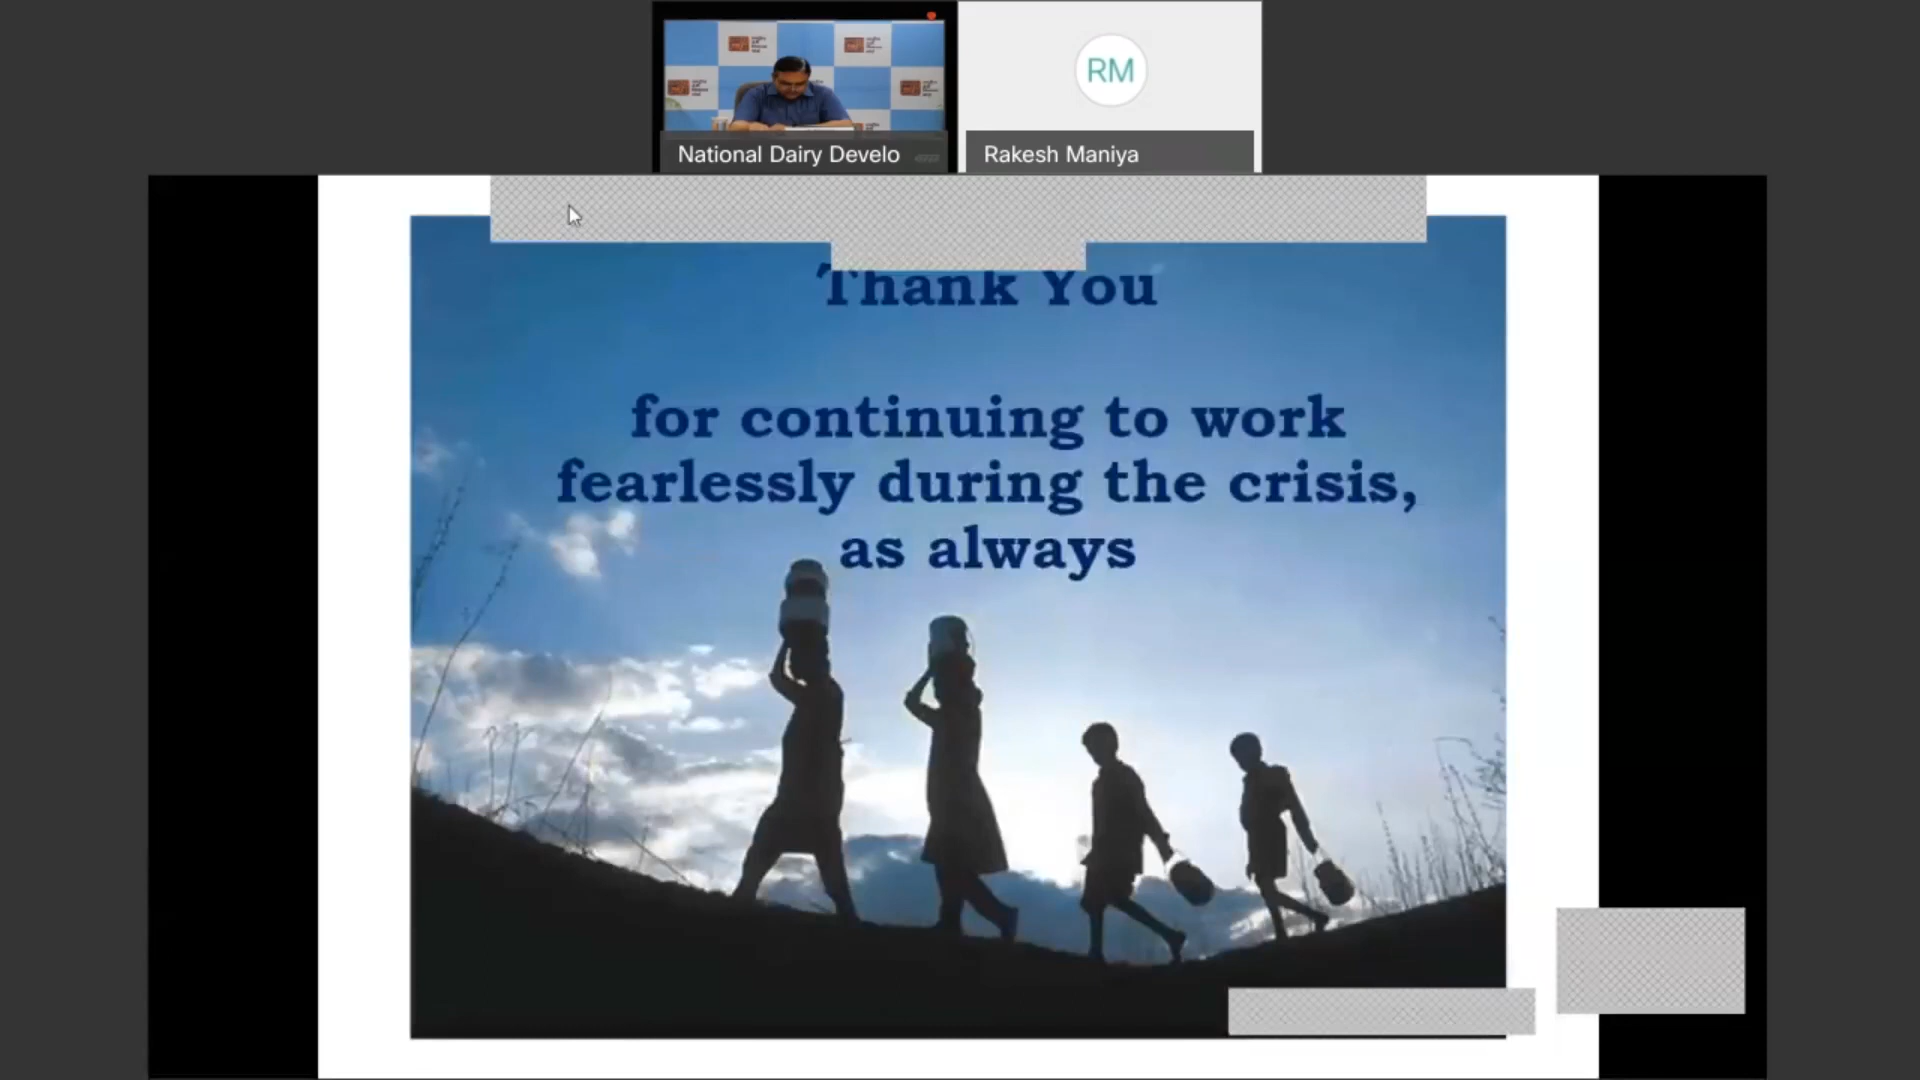 National Dairy Develo
RM
Rakesh Maniya
Thank You
for continuing to work
fearlessly during the crisis,
as always